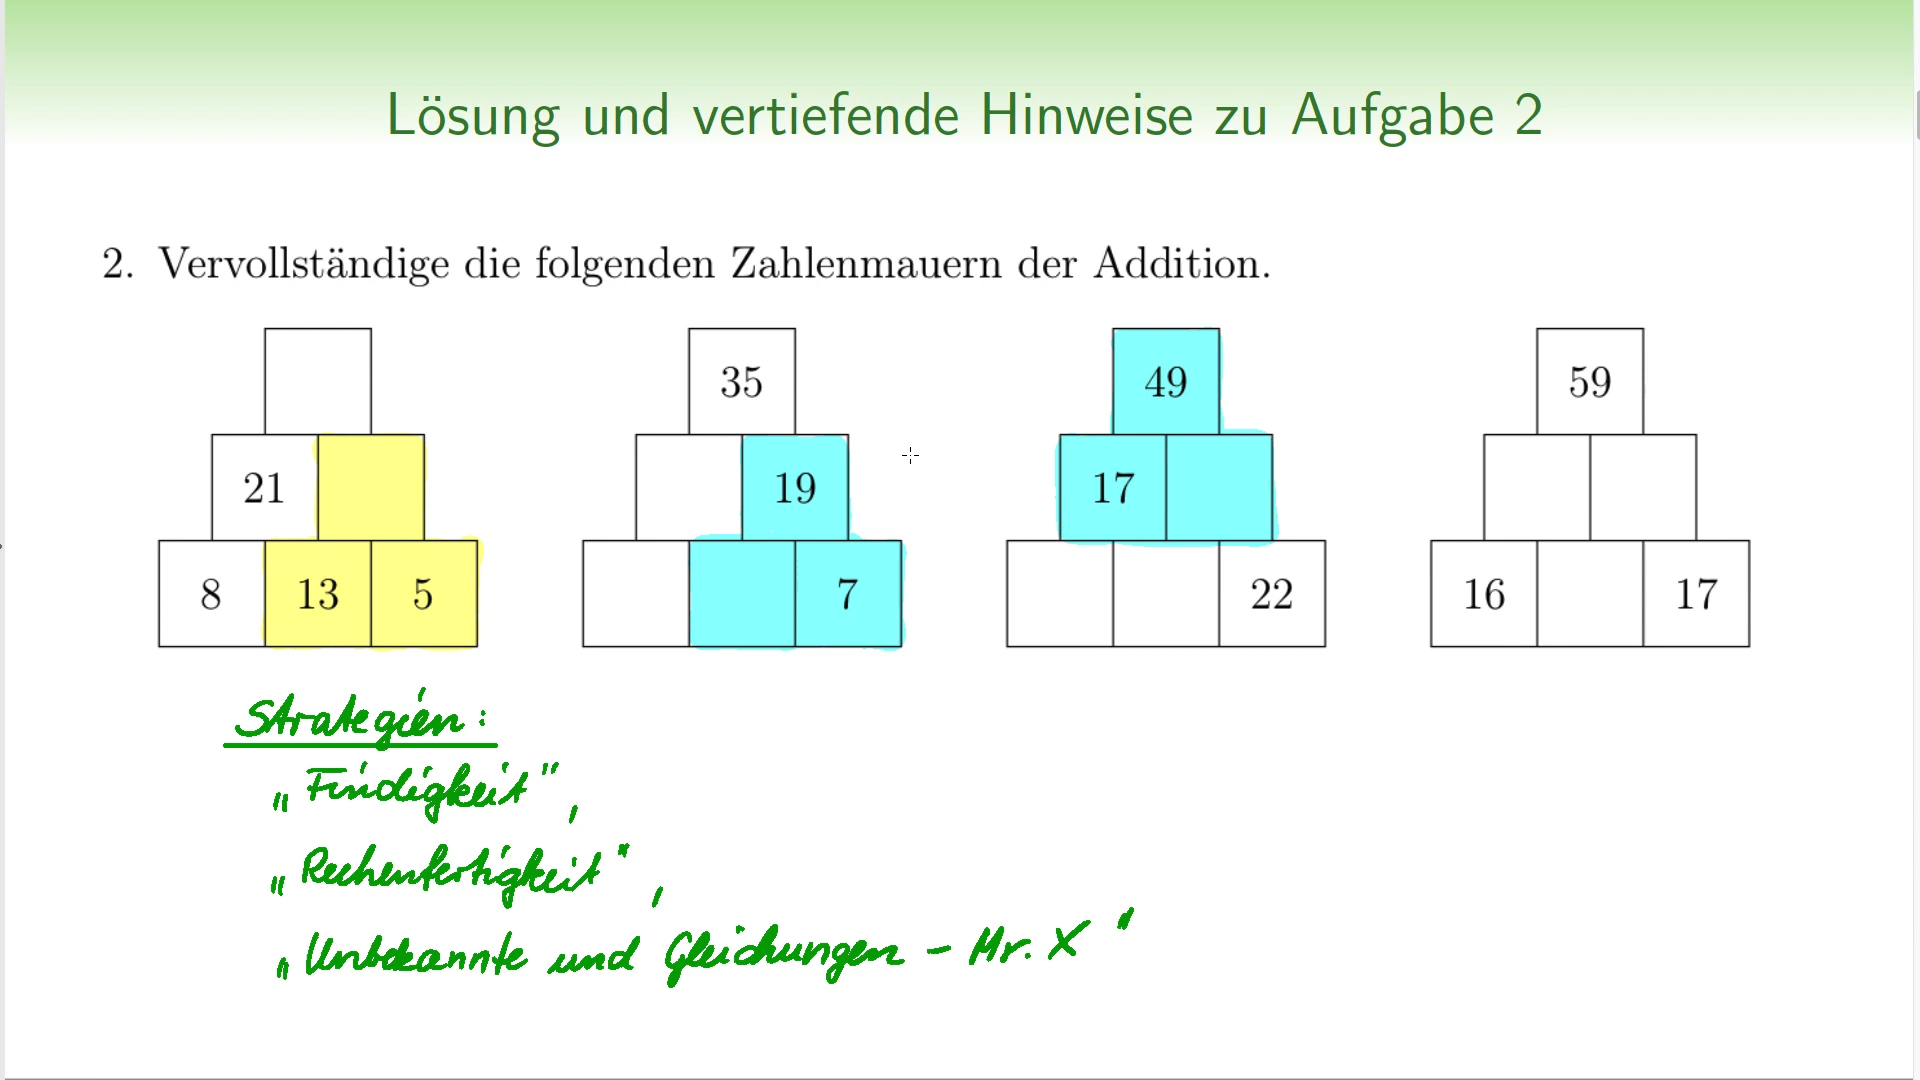 Lösung und vertiefende Hinweise zu Aufgabe 2
2. Vervollständige die folgenden Zahlenmauern der Addition.
35 49 59
21 19 17
8 13 5 7 22 16 17
Strategien:
„Findigkeit“,
„Rechenfertigkeit“,
„Unbekannte und Gleichungen – Mr. X“